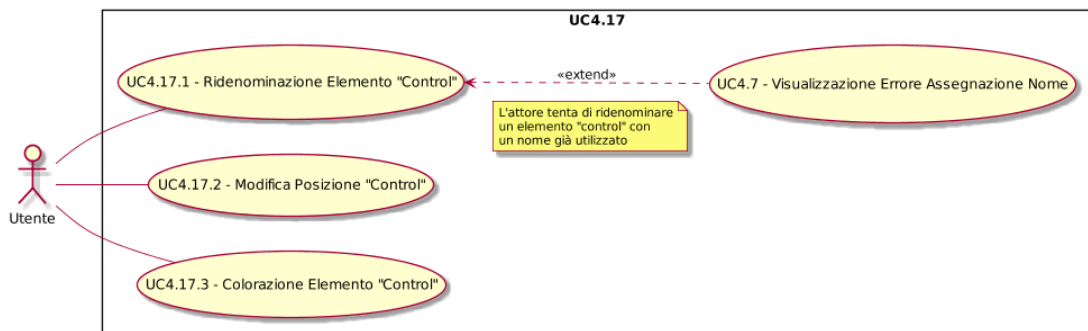 UC4.17
UC4.17.1 - Ridenominazione Elemento "Control"
«extend»
UC4.7 - Visualizzazione Errore Assegnazione Nome
L'attore tenta di ridenominare
un elemento "control" con
un nome già utilizzato
Utente
UC4.17.2 - Modifica Posizione "Control"
UC4.17.3 - Colorazione Elemento "Control"